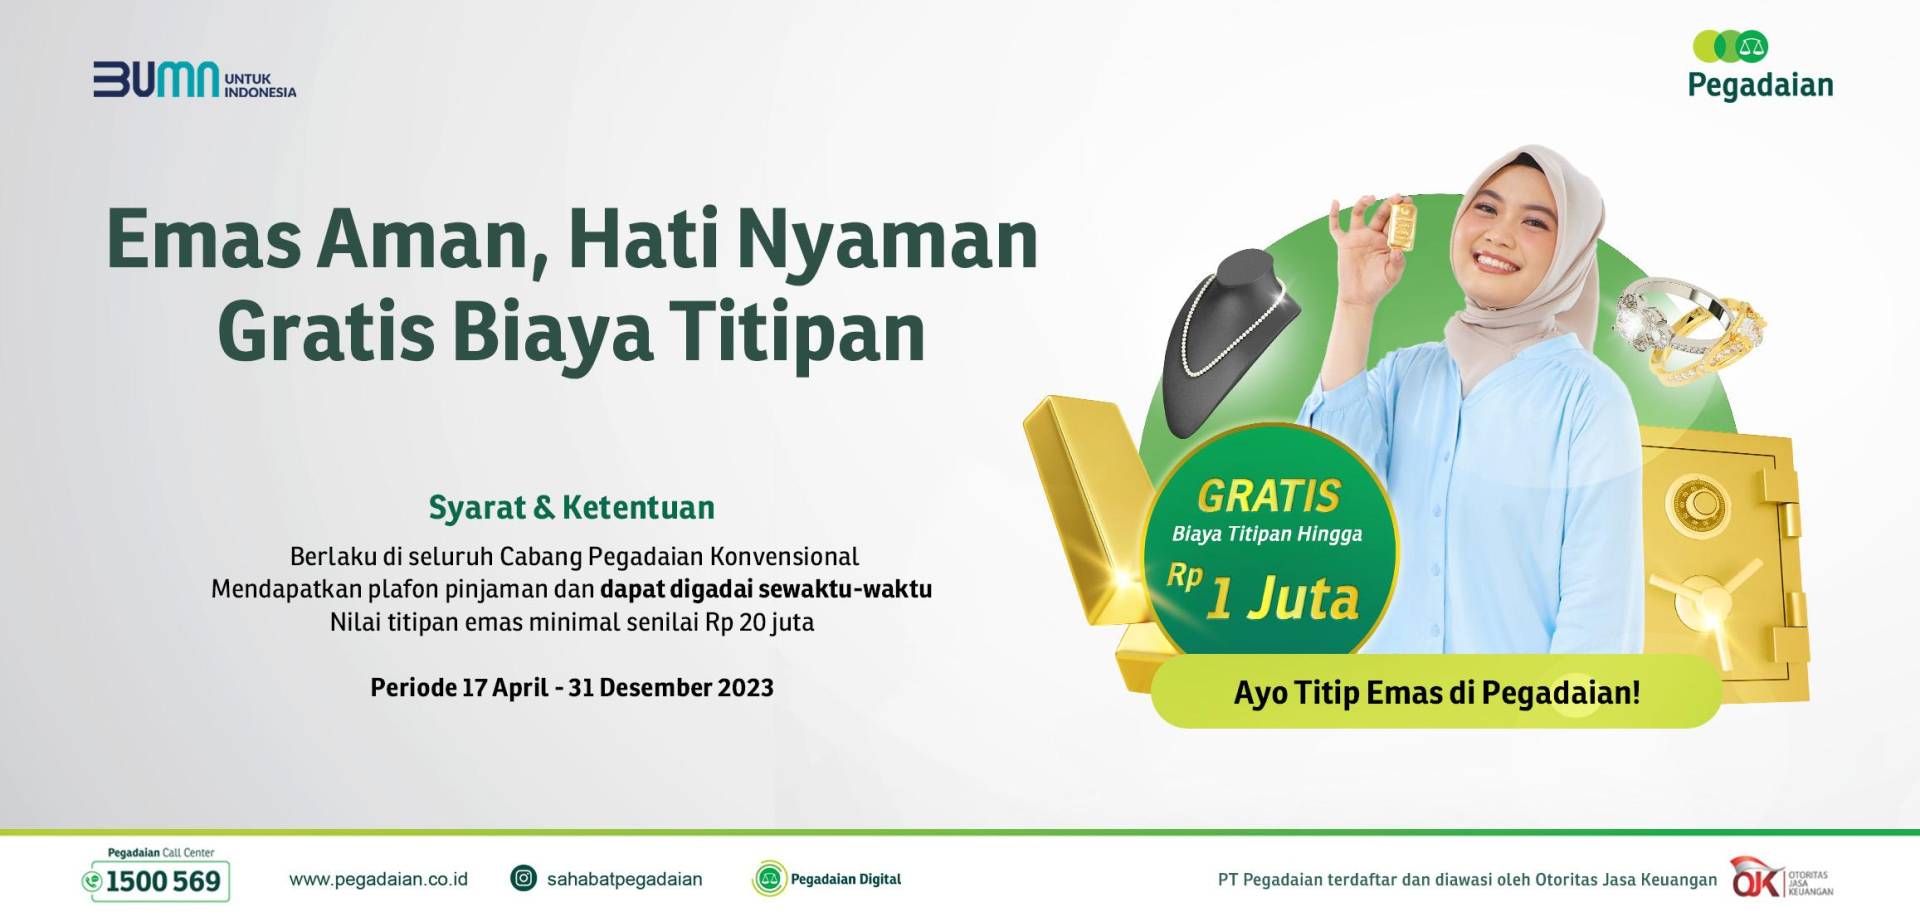 BUMN UNTUK
INDONESIA
Pegadaian
Emas Aman, Hati Nyaman
Gratis Biaya Titipan
Syarat & Ketentuan
Berlaku di seluruh Cabang Pegadaian Konvensional
Mendapatkan plafon pinjaman dan dapat digadai sewaktu-waktu
Nilai titipan emas minimal senilai Rp 20 juta
Periode 17 April - 31 Desember 2023
GRATIS
Biaya Titipan Hingga
Rp 1 Juta
Ayo Titip Emas di Pegadaian!
Pegadaian Call Center
1500 569
www.pegadaian.co.id
sahabatpegadaian
Pegadaian Digital
PT Pegadaian terdaftar dan diawasi oleh Otoritas Jasa Keuangan
OJK
OTORITAS
JASA
KEUANGAN